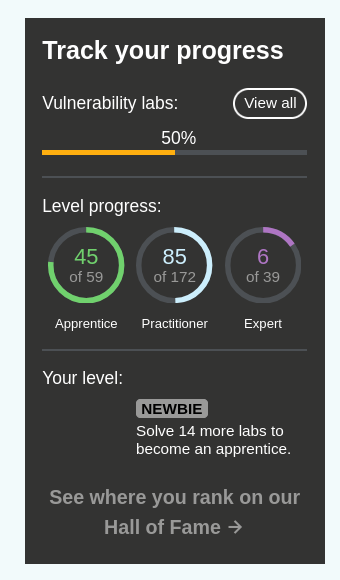 Track your progress
Vulnerability labs:
View all
50%
Level progress:
45
of 59
85
of 172
6
of 39
Apprentice
Practitioner
Expert
Your level:
NEWBIE
Solve 14 more labs to
become an apprentice.
See where you rank on our
Hall of Fame →